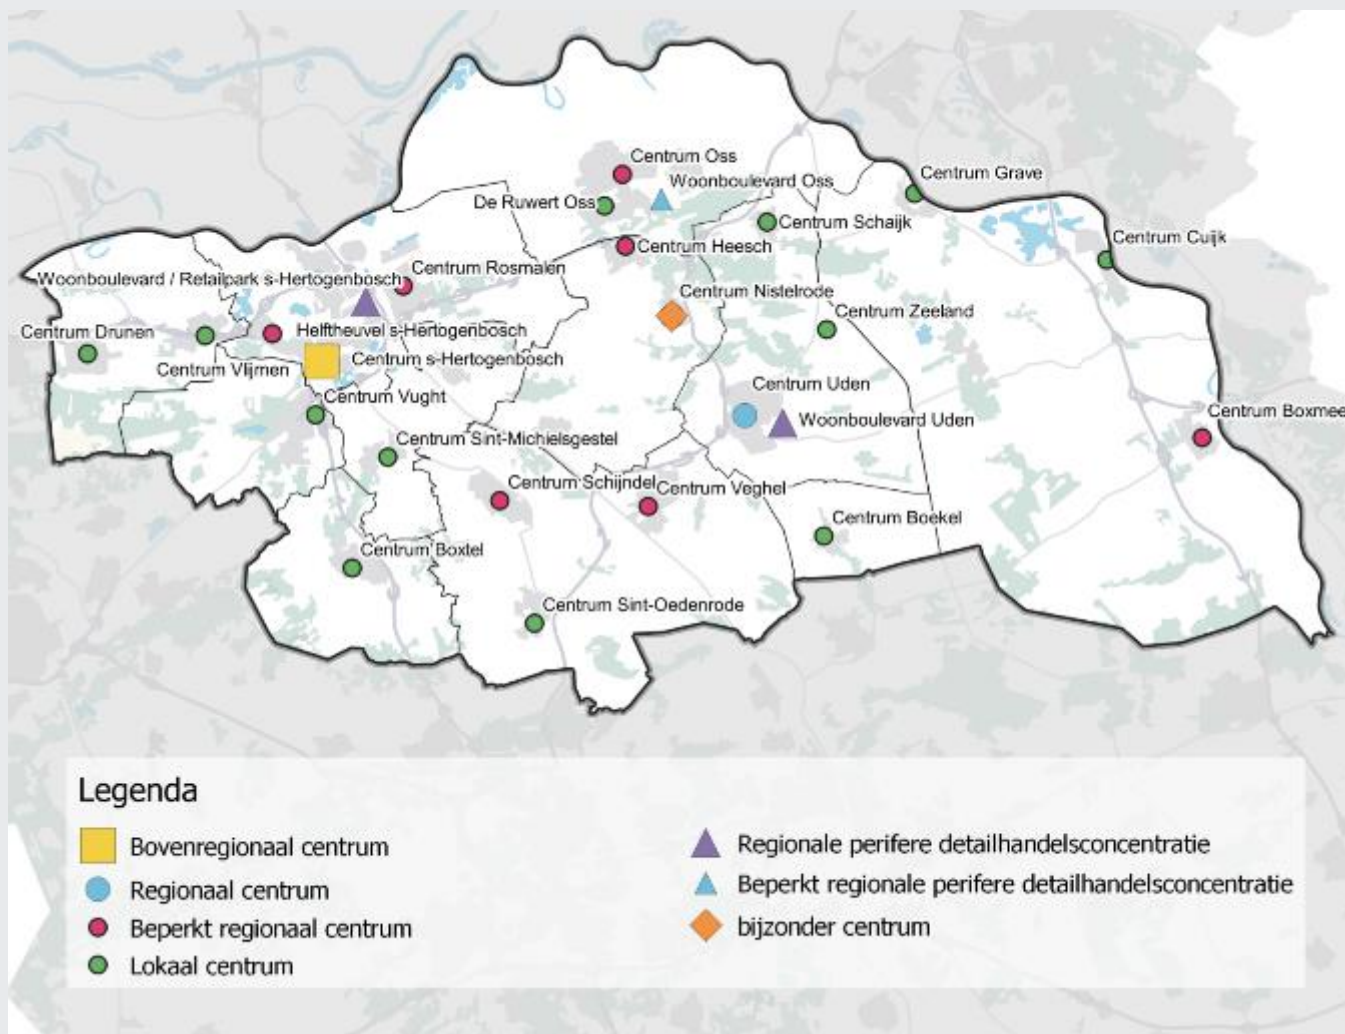 Centrum Oss
Woonboulevard Oss
Centrum Grave
De Ruwert Oss
Centrum Schaijk
Centrum Heesch
Centrum Cuijk
Centrum Rosmalen
Woonboulevard / Retailpark s-Hertogenbosch
Centrum Nistelrode
Centrum Zeeland
Centrum Drunen
Helftheuvel s-Hertogenbosch
Centrum s-Hertogenbosch
Centrum Vlijmen
Centrum Uden
Centrum Vught
Woonboulevard Uden
Centrum Boxmee
Centrum Sint-Michielsgestel
Centrum Schijndel
Centrum Veghel
Centrum Boekel
Centrum Boxtel
Centrum Sint-Oedenrode
Legenda
Bovenregionaal centrum
Regionaal centrum
Beperkt regionaal centrum
Lokaal centrum
Regionale perifere detailhandelsconcentratie
Beperkt regionale perifere detailhandelsconcentratie
bijzonder centrum